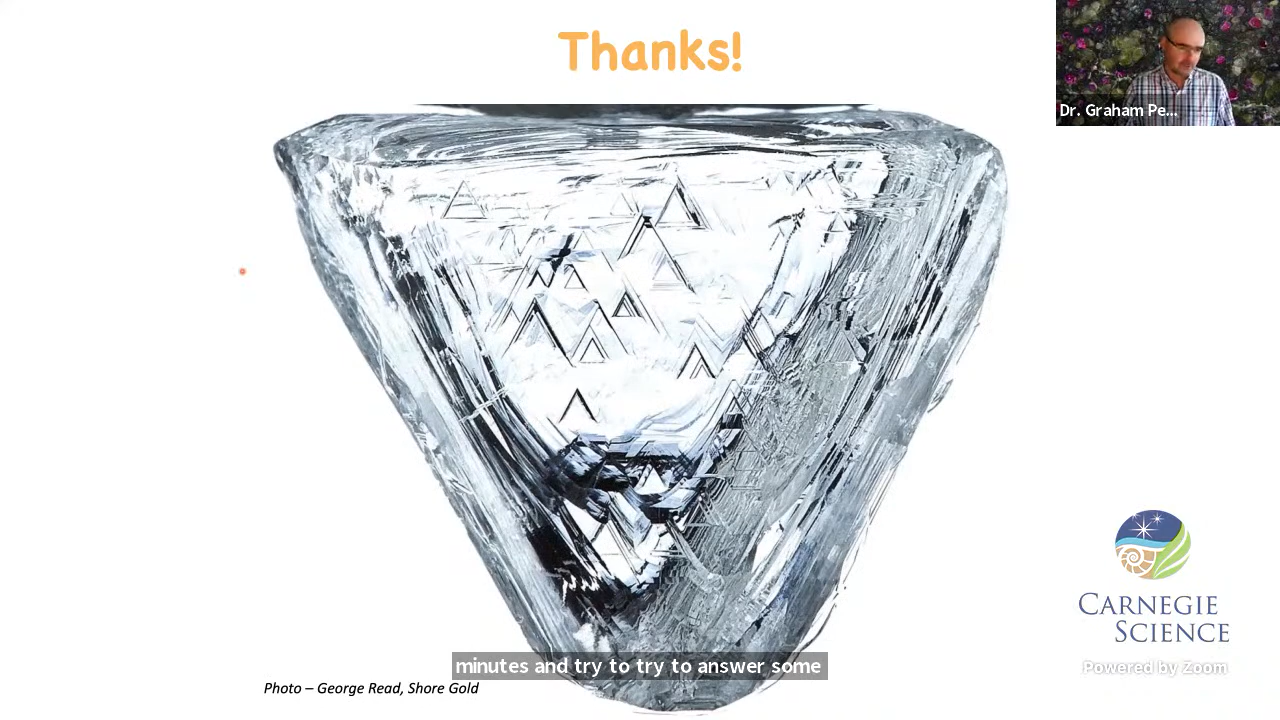 Thanks!
Dr. Graham Pe...
CARNEGIE
SCIENCE
minutes and try to try to answer some
Powered by Zoom
Photo – George Read, Shore Gold